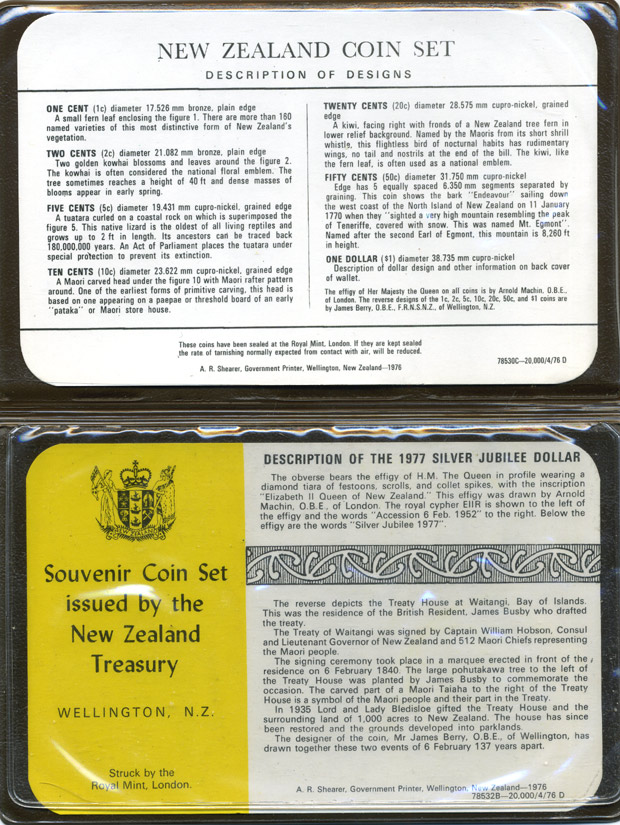 NEW ZEALAND COIN SET
DESCRIPTION OF DESIGNS
ONE CENT (1c) diameter 17.526 mm bronze, plain edge
A small fern leaf enclosing the figure 1. There are more than 160
named varieties of this most distinctive form of New Zealand's
vegetation.
TWO CENTS (2c) diameter 21.082 mm bronze, plain edge
Two golden kowhai blossoms and leaves around the figure 2.
The kowhai is often considered the national floral emblem. The
tree sometimes reaches a height of 40 ft and dense masses of
blooms appear in early spring.
FIVE CENTS (5c) diameter 19.431 mm cupro-nickel, grained edge
A tuatara curled on a coastal rock on which is superimposed the
figure 5. This native lizard is the oldest of all living reptiles and
grows up to 2 ft in length. Its ancestors can be traced back
180,000,000 years. An Act of Parliament places the tuatara under
special protection to prevent its extinction.
TEN CENTS (10c) diameter 23.622 mm cupro-nickel, grained edge
A Maori carved head under the figure 10 with Maori rafter pattern
around. One of the earliest forms of primitive carving, this head is
based on one appearing on a paepae or threshold board of an early
"pataka" or Maori store house.
TWENTY CENTS (20c) diameter 28.575 mm cupro-nickel, grained
edge
A kiwi, facing right with fronds of a New Zealand tree fern in
lower relief background. Named by the Maoris from its short shrill
whistle, this flightless bird of nocturnal habits has rudimentary
wings, no tail and nostrils at the end of the bill. The kiwi, like
the fern leaf, is often used as a national emblem.
FIFTY CENTS (50c) diameter 31.750 mm cupro-nickel
Edge has 5 equally spaced 6.350 mm segments separated by
graining. This coin shows the bark "Endeavour" sailing down
the west coast of the North Island of New Zealand on 11 January
1770 when they "sighted a very high mountain resembling the peak
of Teneriffe, covered with snow. This was named Mt. Egmont".
Named after the second Earl of Egmont, this mountain is 8,260 ft
in height.
ONE DOLLAR ($1) diameter 38.735 mm cupro-nickel
Description of dollar design and other information on back cover
of wallet.
The effigy of Her Majesty the Queen on all coins is by Arnold Machin, O.B.E.,
of London. The reverse designs of the 1c, 2c, 5c, 10c, 20c, 50c, and $1 coins are
by James Berry, O.B.E., F.R.N.S.N.Z., of Wellington, N.Z.
These coins have been sealed at the Royal Mint, London. If they are kept sealed
the rate of tarnishing normally expected from contact with air, will be reduced.
78530C—20,000/4/76 D
A. R. Shearer, Government Printer, Wellington, New Zealand—1976
NEW ZEALAND
Souvenir Coin Set
issued by the
New Zealand
Treasury
WELLINGTON, N.Z.
Struck by the
Royal Mint, London.
DESCRIPTION OF THE 1977 SILVER JUBILEE DOLLAR
The obverse bears the effigy of H.M. The Queen in profile wearing a
diamond tiara of festoons, scrolls, and collet spikes, with the inscription
"Elizabeth II Queen of New Zealand." This effigy was drawn by Arnold
Machin, O.B.E., of London. The royal cypher EIIR is shown to the left of
the effigy and the words "Accession 6 Feb. 1952" to the right. Below the
effigy are the words "Silver Jubilee 1977".
The reverse depicts the Treaty House at Waitangi, Bay of Islands.
This was the residence of the British Resident, James Busby who drafted
the treaty.
The Treaty of Waitangi was signed by Captain William Hobson, Consul
and Lieutenant Governor of New Zealand and 512 Maori Chiefs representing
the Maori people.
The signing ceremony took place in a marquee erected in front of the
residence on 6 February 1840. The large pohutakawa tree to the left of
the Treaty House was planted by James Busby to commemorate the
occasion. The carved part of a Maori Taiaha to the right of the Treaty
House is a symbol of the Maori people and their part in the Treaty.
In 1935 Lord and Lady Bledisloe gifted the Treaty House and the
surrounding land of 1,000 acres to New Zealand. The house has since
been restored and the grounds developed into parklands.
The designer of the coin, Mr James Berry, O.B.E., of Wellington, has
drawn together these two events of 6 February 137 years apart.
A. R. Shearer, Government Printer, Wellington, New Zealand—1976
78532B—20,000/4/76 D